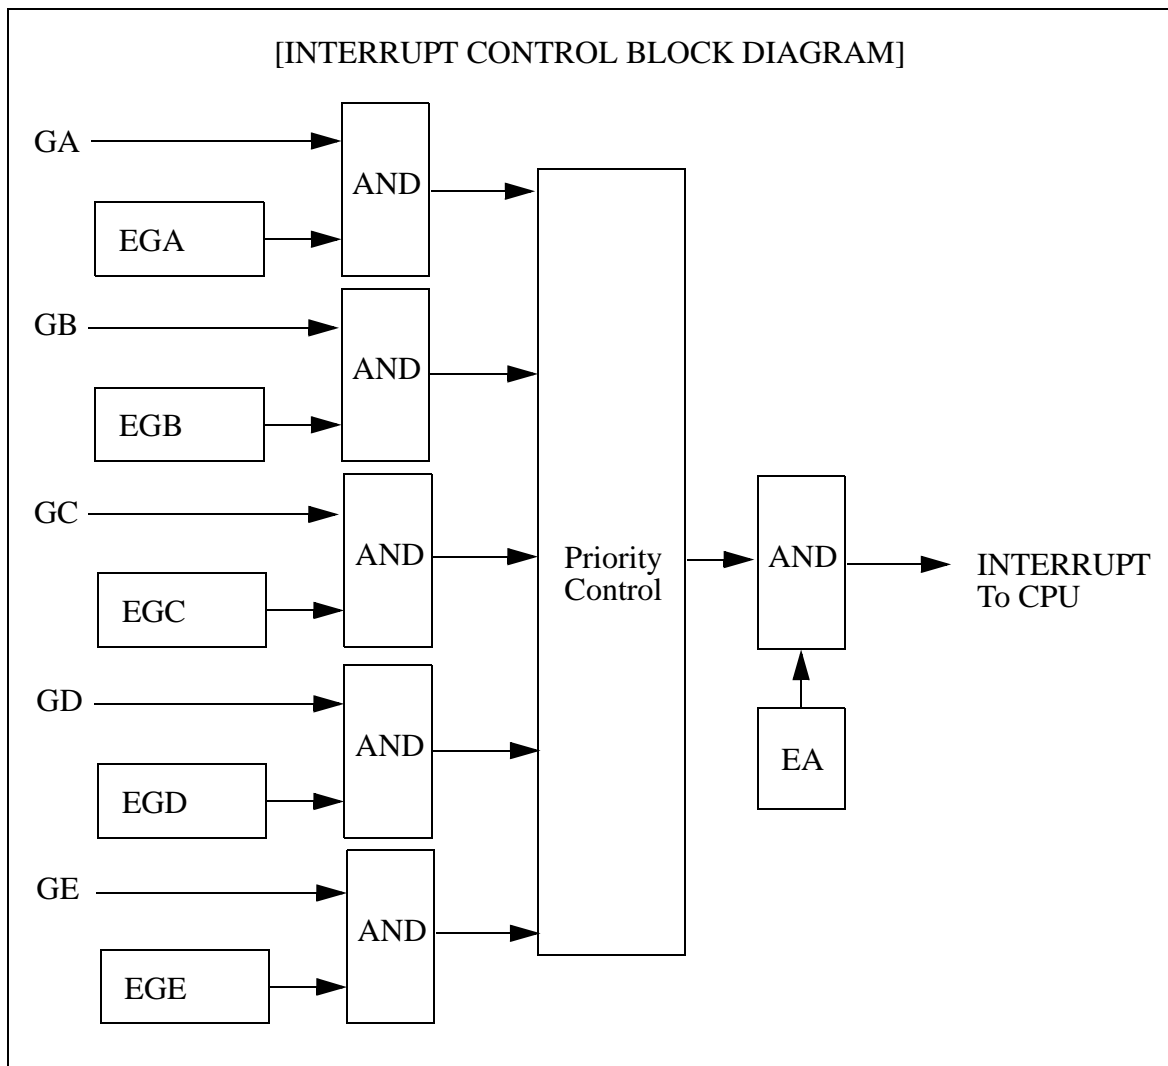 [INTERRUPT CONTROL BLOCK DIAGRAM]
GA
AND
EGA
GB
AND
EGB
GC
AND
EGC
Priority
Control
AND
INTERRUPT
To CPU
GD
AND
EGD
EA
GE
AND
EGE